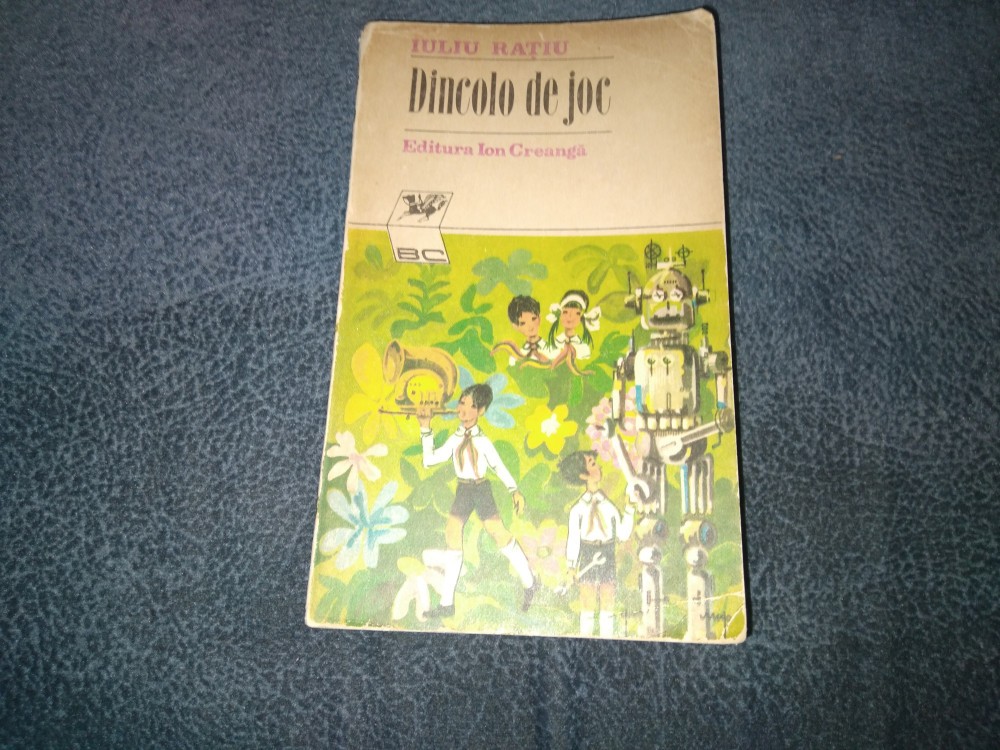 IULIU RAȚIU
Dincolo de joc
Editura Ion Creangă
BC